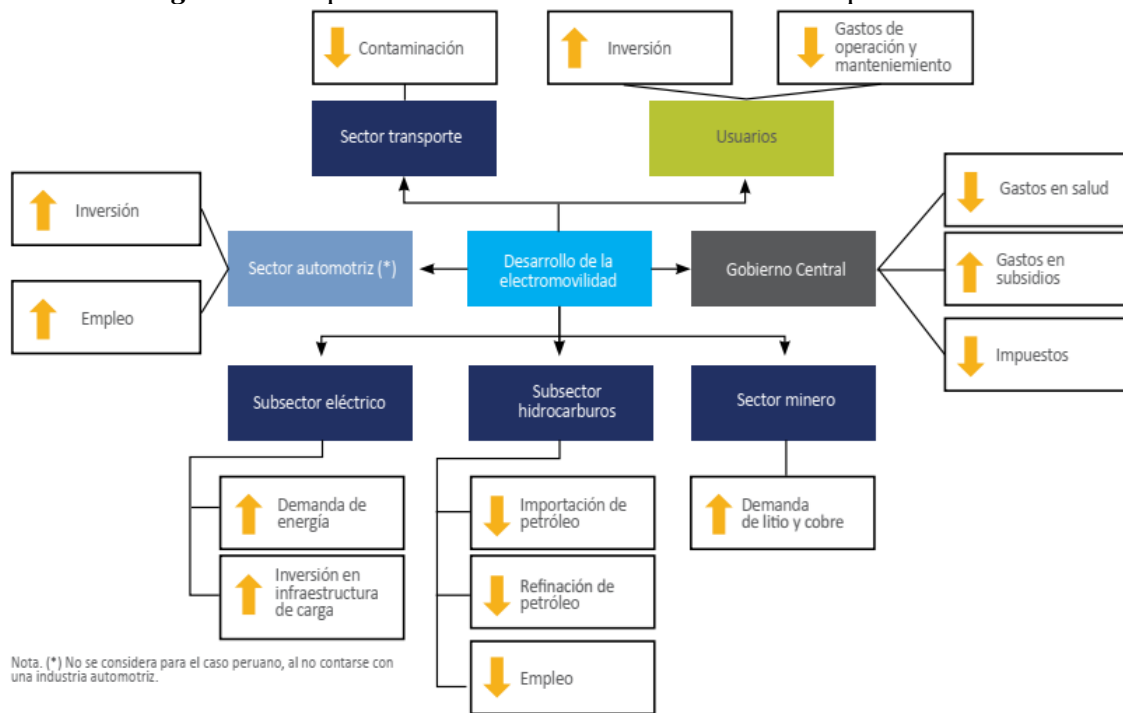 Contaminación
Inversión
Gastos de
operación y
manteniemiento
Sector transporte
Usuarios
Inversión
Empleo
Sector automotriz (*)
Desarrollo de la
electromovilidad
Gobierno Central
Gastos en salud
Gastos en
subsidios
Impuestos
Subsector eléctrico
Subsector
hidrocarburos
Sector minero
Demanda de
energía
Inversión en
infraestructura
de carga
Importación de
petróleo
Refinación de
petróleo
Empleo
Demanda
de litio y cobre
Nota. (*) No se considera para el caso peruano, al no contarse con
una industria automotriz.